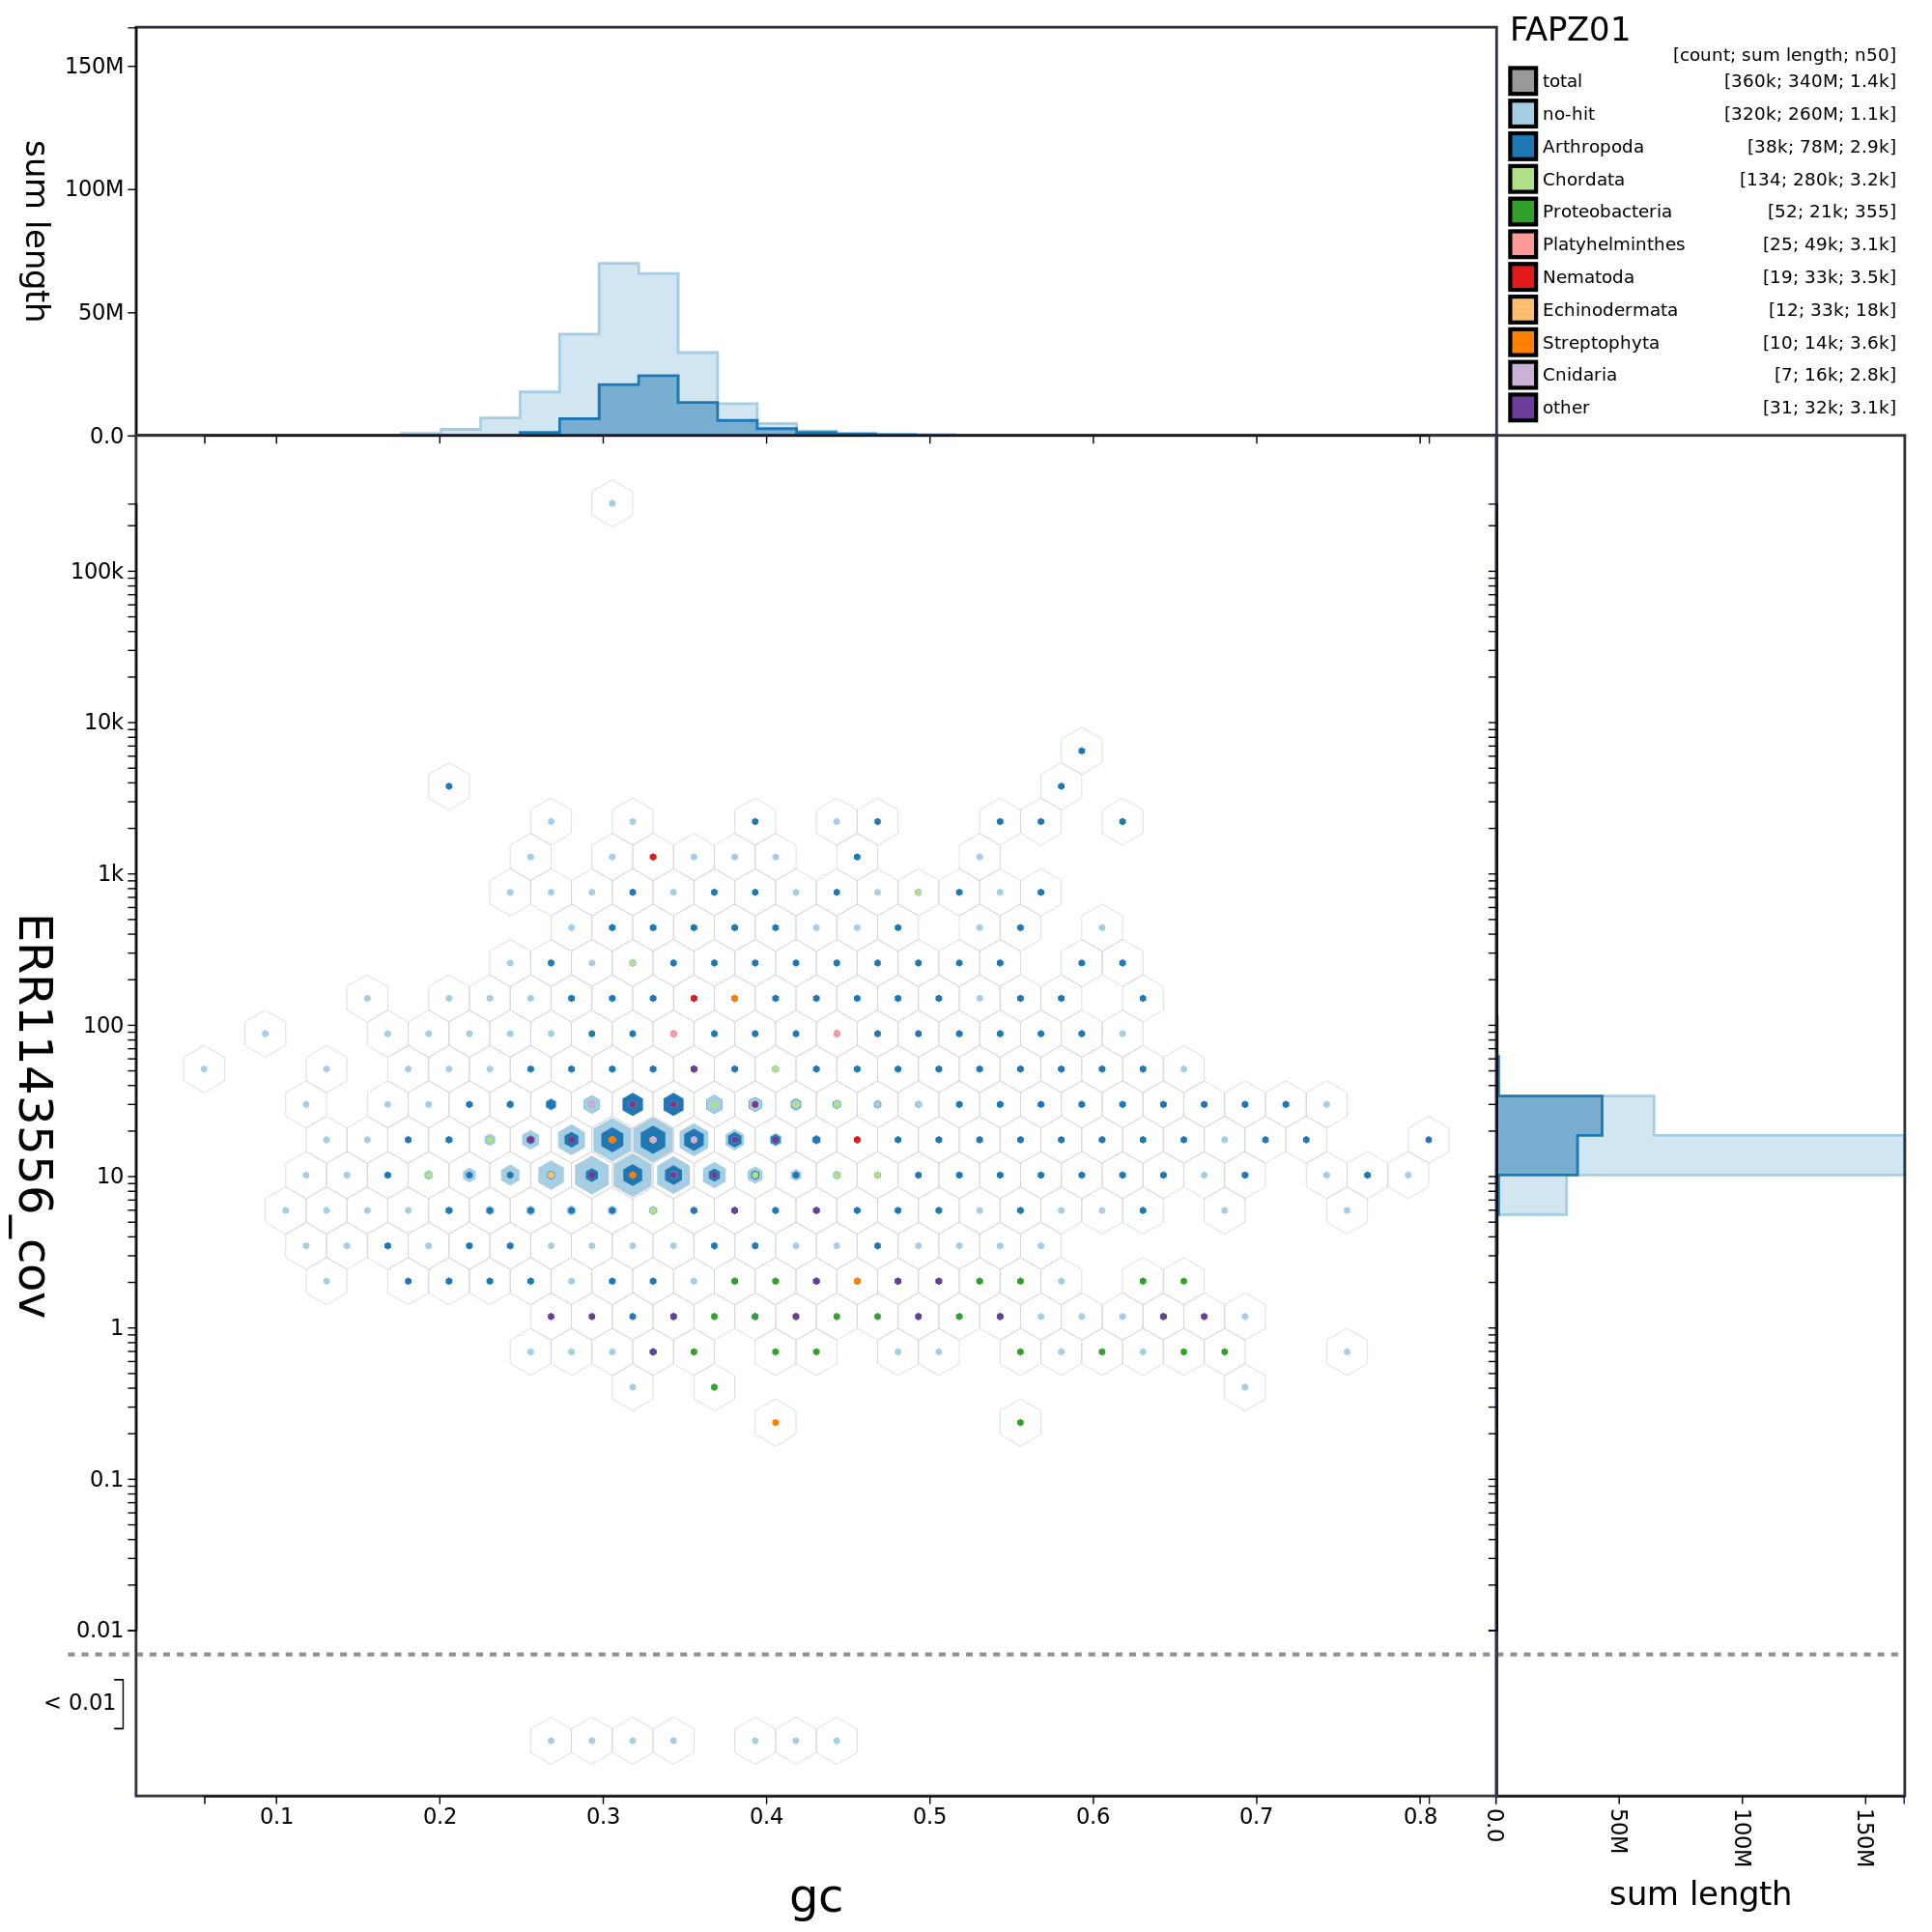 FAPZ01
[count; sum length; n50]
total [360k; 340M; 1.4k]
no-hit [320k; 260M; 1.1k]
Arthropoda [38k; 78M; 2.9k]
Chordata [134; 280k; 3.2k]
Proteobacteria [52; 21k; 355]
Platyhelminthes [25; 49k; 3.1k]
Nematoda [19; 33k; 3.5k]
Echinodermata [12; 33k; 18k]
Streptophyta [10; 14k; 3.6k]
Cnidaria [7; 16k; 2.8k]
other [31; 32k; 3.1k]
sum length
150M
100M
50M
0.0
ERR1143556_cov
100k
10k
1k
100
10
1
0.1
0.01
< 0.01
0.1 0.2 0.3 0.4 0.5 0.6 0.7 0.8
gc
0.0 50M 100M 150M
sum length